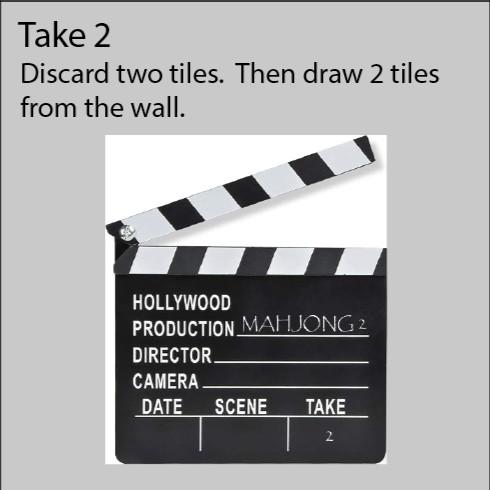 Take 2
Discard two tiles.  Then draw 2 tiles
from the wall.
HOLLYWOOD
PRODUCTION MAHJONG 2
DIRECTOR
CAMERA
DATE SCENE TAKE
2